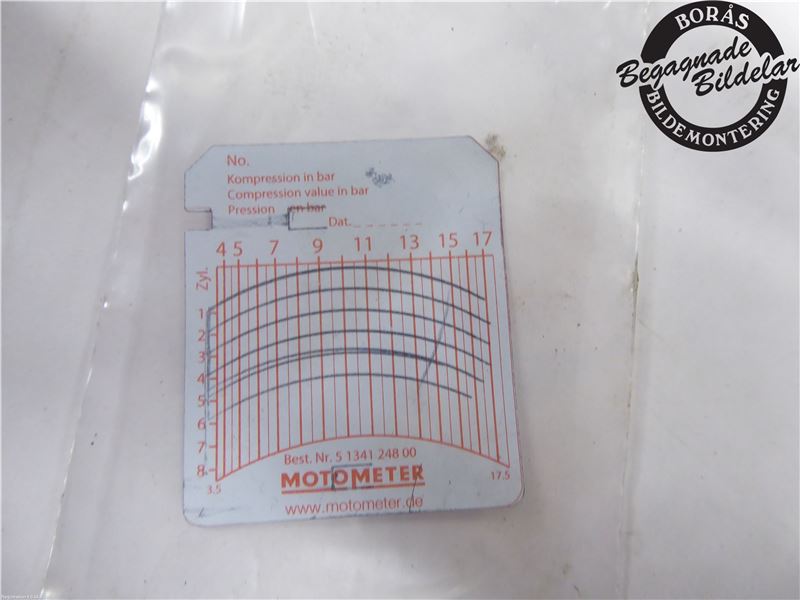 BORÅS
Begagnade
Bildelar
BILDEMONTERING
No.
Kompression in bar
Compression value in bar
Pression en bar
Dat.
4 5 7 9 11 13 15 17
Zyl.
1
2
3
4
5
6
7
8
3.5 17.5
Best. Nr. 5 1341 248 00
MOTOMETER
www.motometer.de